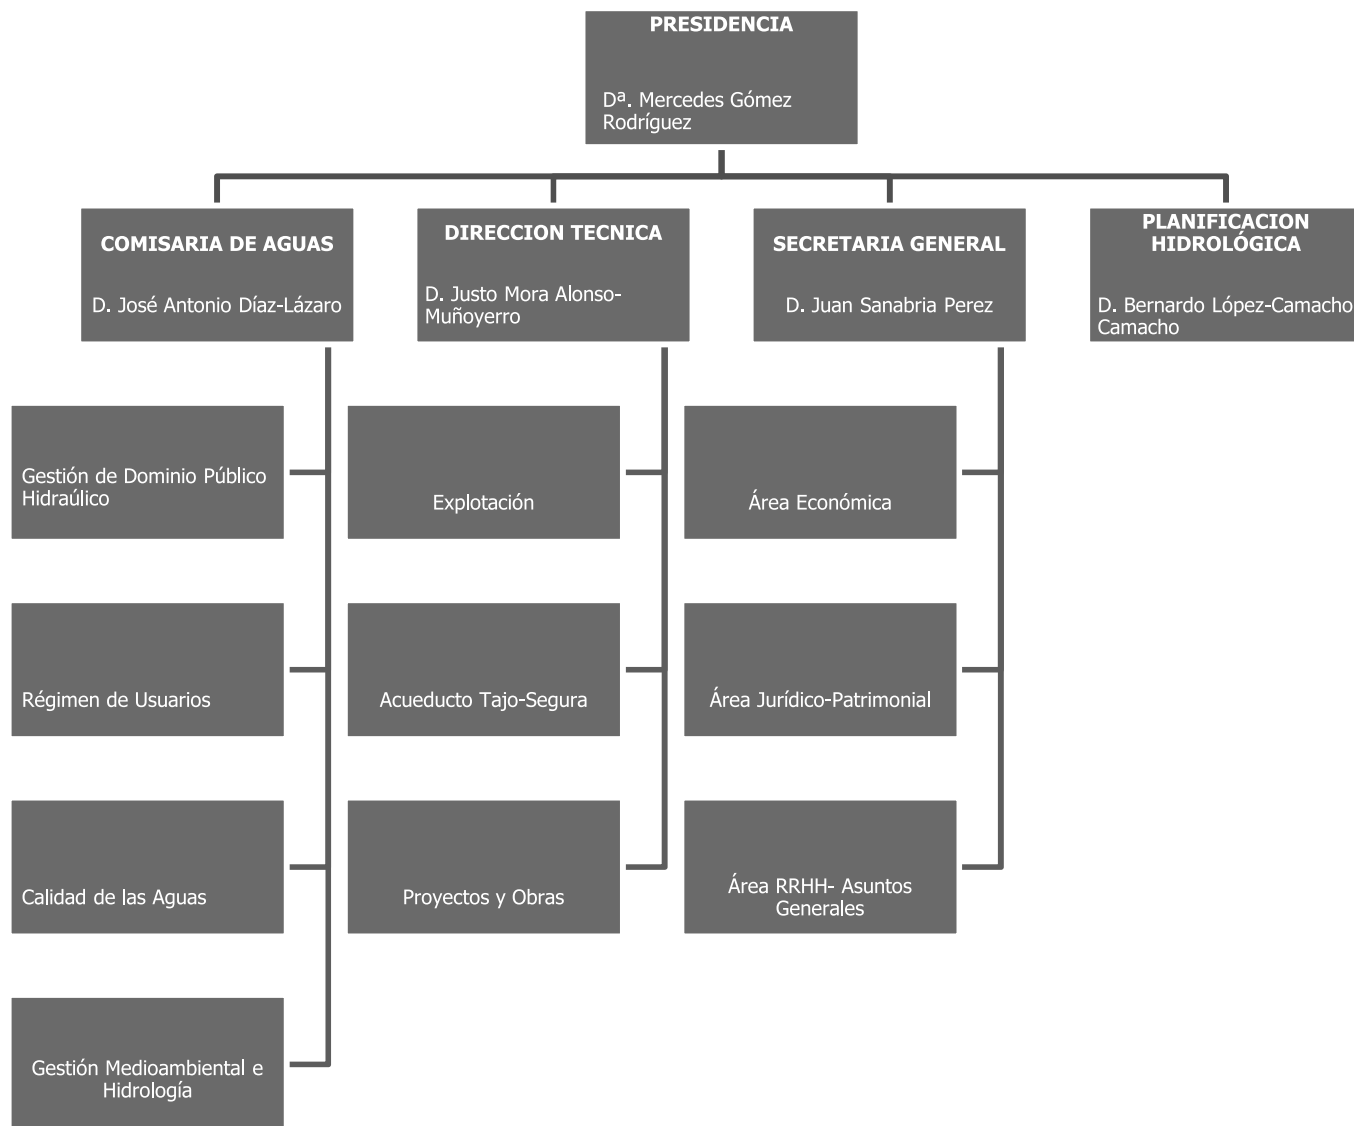 PRESIDENCIA
Dª. Mercedes Gómez
Rodríguez
COMISARIA DE AGUAS
D. José Antonio Díaz-Lázaro
DIRECCION TECNICA
D. Justo Mora Alonso-
Muñoyerro
SECRETARIA GENERAL
D. Juan Sanabria Perez
PLANIFICACION
HIDROLÓGICA
D. Bernardo López-Camacho
Camacho
Gestión de Dominio Público
Hidraúlico
Régimen de Usuarios
Calidad de las Aguas
Gestión Medioambiental e
Hidrología
Explotación
Acueducto Tajo-Segura
Proyectos y Obras
Área Económica
Área Jurídico-Patrimonial
Área RRHH- Asuntos
Generales